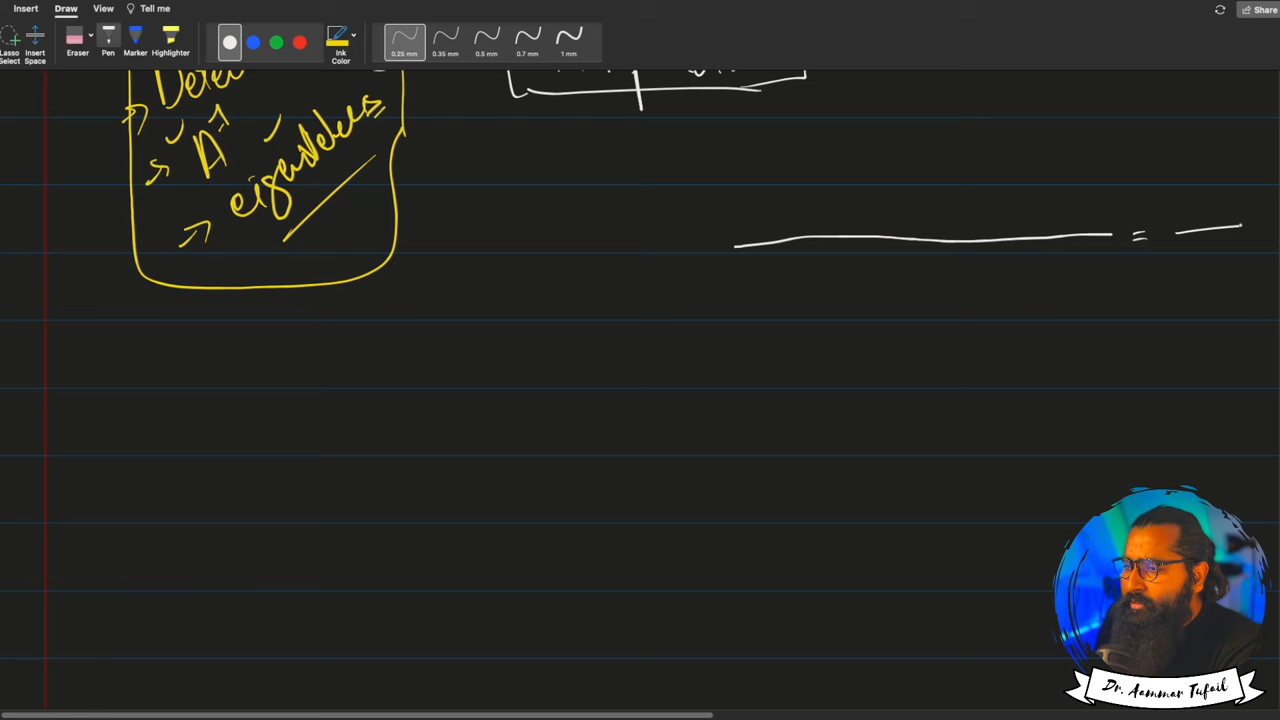 Insert Draw View Tell me
Share
Lasso Select
Insert Space
Eraser
Pen
Marker
Highlighter
Ink Color
0.25 mm
0.35 mm
0.5 mm
0.7 mm
1 mm
→ A⁻¹
→
=
Dr. Aammar Tufail